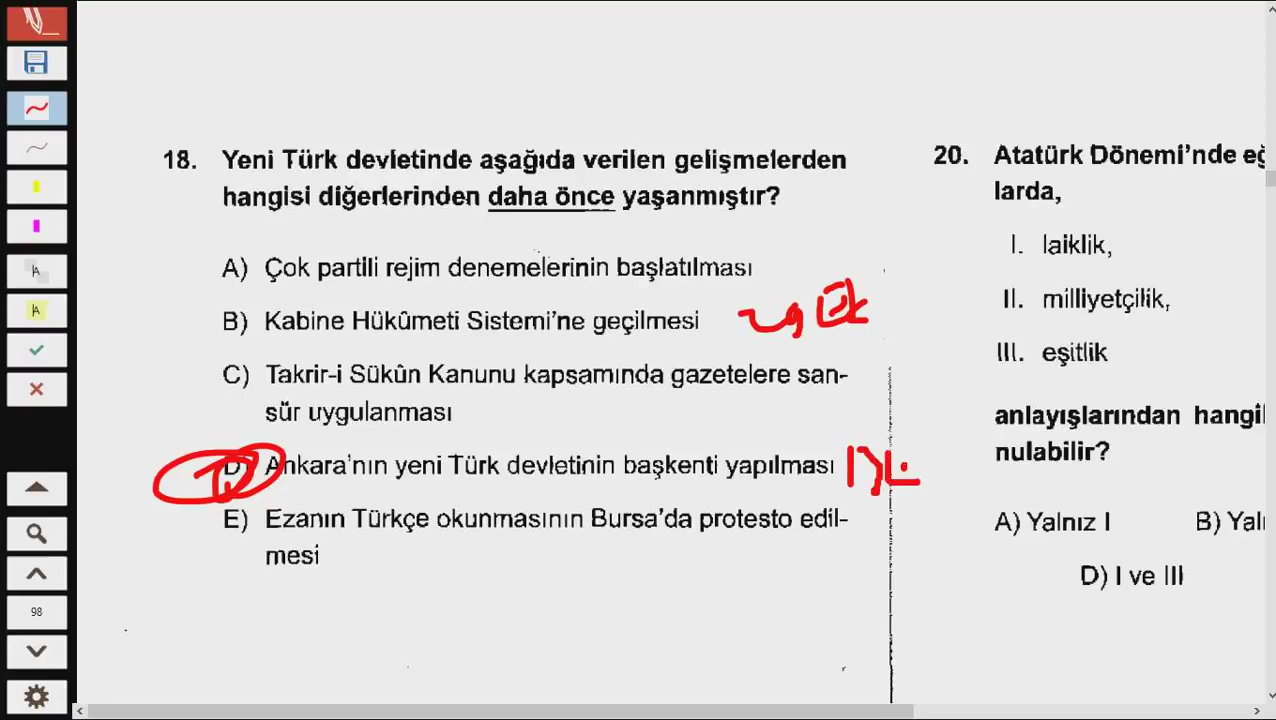 18. Yeni Türk devletinde aşağıda verilen gelişmelerden
hangisi diğerlerinden daha önce yaşanmıştır?
A) Çok partili rejim denemelerinin başlatılması
B) Kabine Hükûmeti Sistemi'ne geçilmesi
C) Takrir-i Sükûn Kanunu kapsamında gazetelere san-
sür uygulanması
D) Ankara'nın yeni Türk devletinin başkenti yapılması
E) Ezanın Türkçe okunmasının Bursa'da protesto edil-
mesi
20. Atatürk Dönemi'nde
larda,
I. laiklik,
II. milliyetçilik,
III. eşitlik
anlayışlarından
nulabilir?
A) Yalnız I
B)
D) I ve III
98